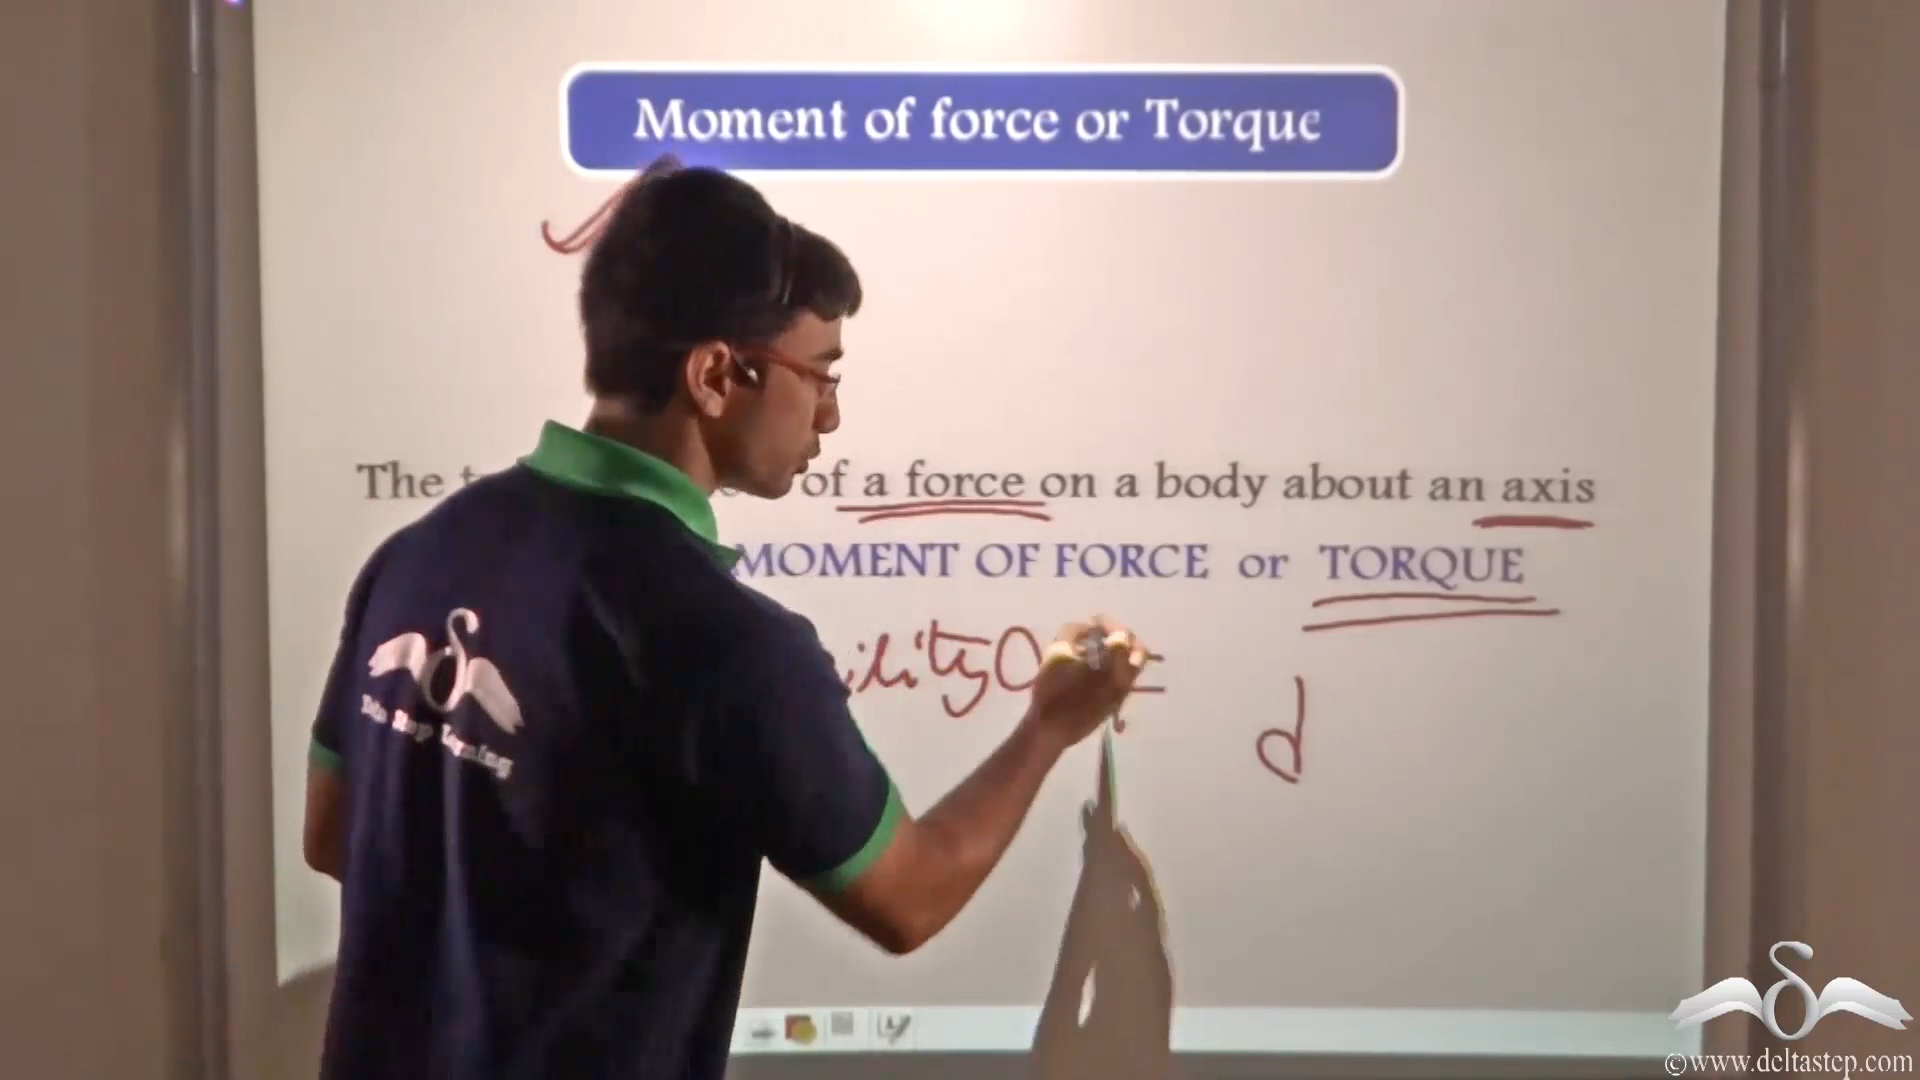 Moment of force or Torque
The of a force on a body about an axis
MOMENT OF FORCE or TORQUE
d
©www.deltastep.com